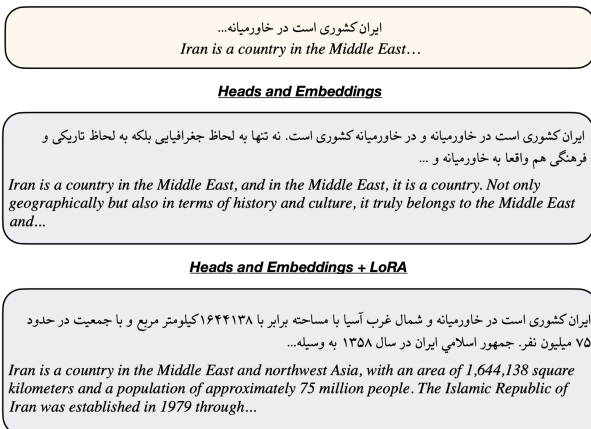 ایران کشوری است در خاورمیانه...
Iran is a country in the Middle East…
Heads and Embeddings
ایران کشوری است در خاورمیانه و در خاورمیانه کشوری است. نه تنها به لحاظ جغرافیایی بلکه به لحاظ تاریکی و
فرهنگی هم واقعا به خاورمیانه و ...
Iran is a country in the Middle East, and in the Middle East, it is a country. Not only
geographically but also in terms of history and culture, it truly belongs to the Middle East
and…
Heads and Embeddings + LoRA
ایران کشوری است در خاورمیانه و شمال غرب آسیا با مساحته برابر با ۱۶۴۴۱۳۸ کیلومتر مربع و با جمعیت در حدود
۷۵ میلیون نفر. جمهور اسلامي ایران در سال ۱۳۵۸ به وسیله...
Iran is a country in the Middle East and northwest Asia, with an area of 1,644,138 square
kilometers and a population of approximately 75 million people. The Islamic Republic of
Iran was established in 1979 through…